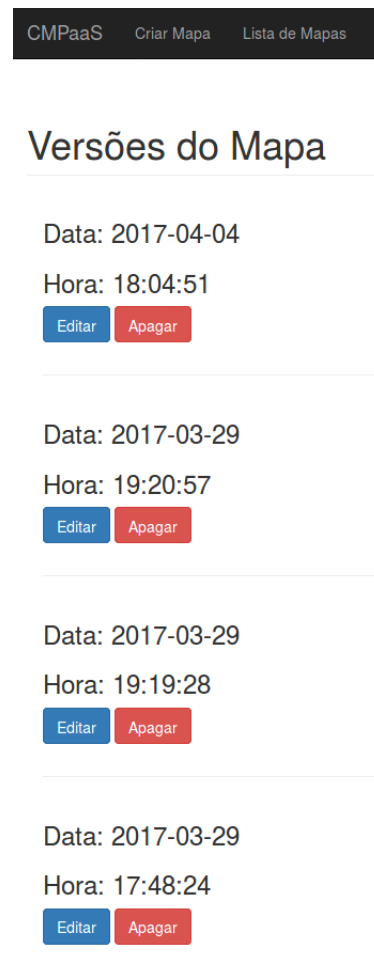 CMPaaS Criar Mapa Lista de Mapas
Versões do Mapa
Data: 2017-04-04
Hora: 18:04:51
Editar Apagar
Data: 2017-03-29
Hora: 19:20:57
Editar Apagar
Data: 2017-03-29
Hora: 19:19:28
Editar Apagar
Data: 2017-03-29
Hora: 17:48:24
Editar Apagar